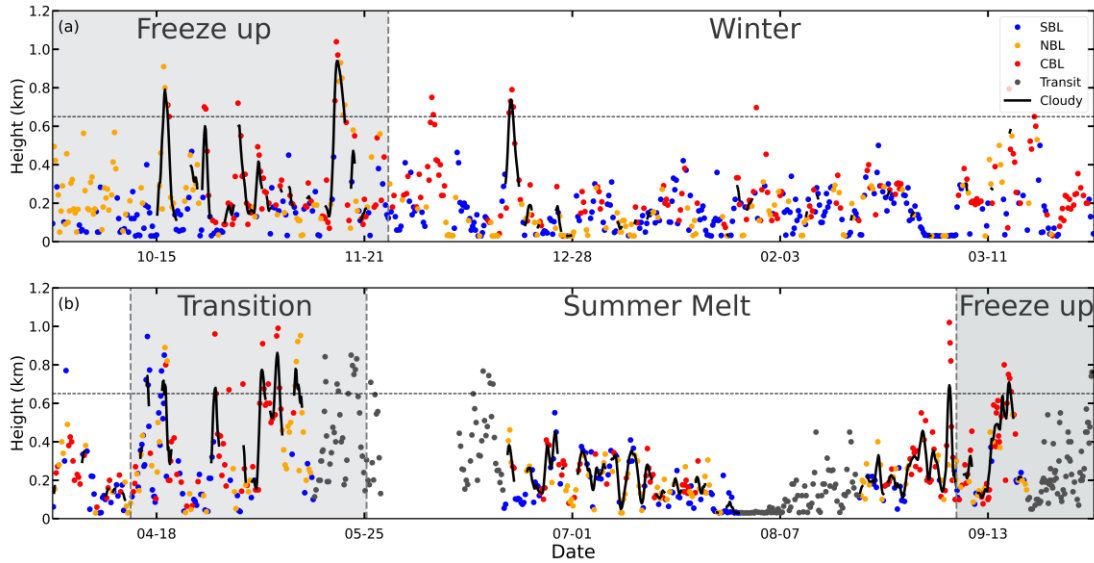 (a)
Freeze up
Winter
SBL
NBL
CBL
Transit
Cloudy
Height (km)
1.2
1.0
0.8
0.6
0.4
0.2
0
10-15
11-21
12-28
02-03
03-11
(b)
Transition
Summer Melt
Freeze up
Height (km)
1.2
1.0
0.8
0.6
0.4
0.2
0
04-18
05-25
07-01
08-07
09-13
Date